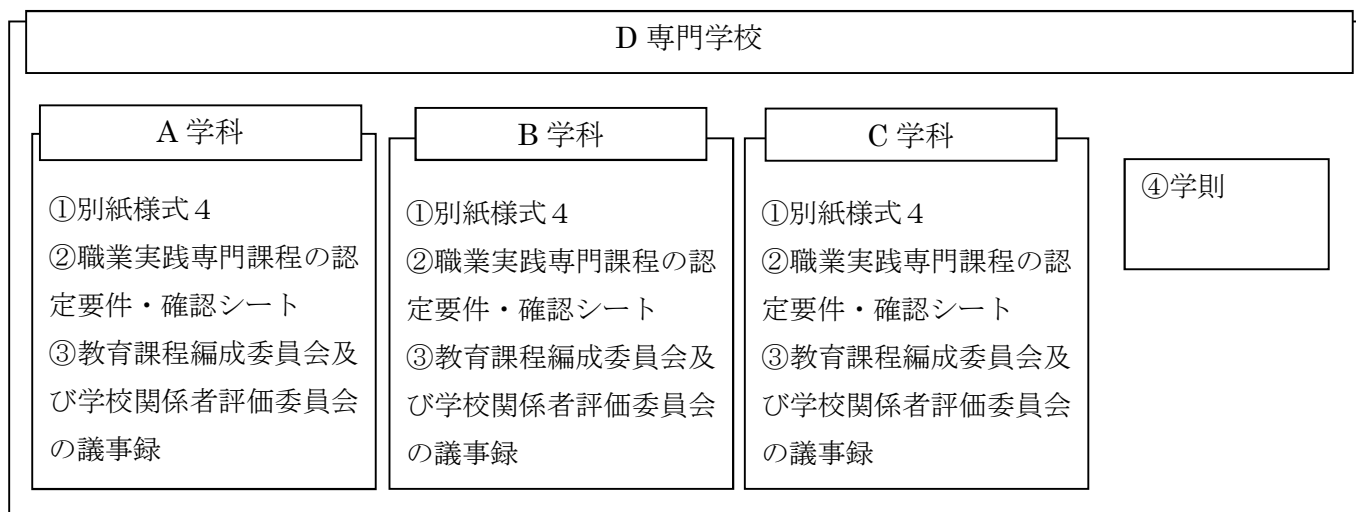 D 専門学校
A 学科
①別紙様式４
②職業実践専門課程の認
定要件・確認シート
③教育課程編成委員会及
び学校関係者評価委員会
の議事録
B 学科
①別紙様式４
②職業実践専門課程の認
定要件・確認シート
③教育課程編成委員会及
び学校関係者評価委員会
の議事録
C 学科
①別紙様式４
②職業実践専門課程の認
定要件・確認シート
③教育課程編成委員会及
び学校関係者評価委員会
の議事録
④学則